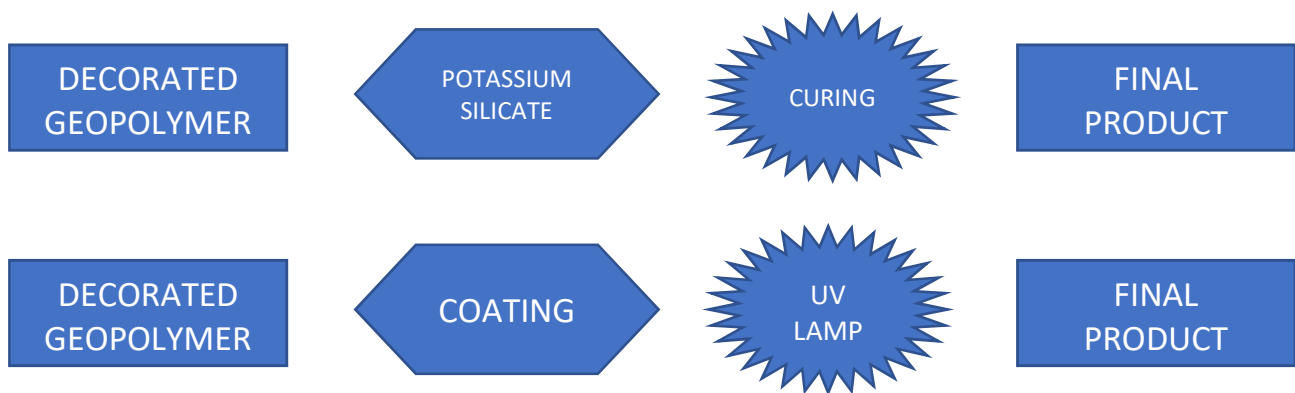 DECORATED
GEOPOLYMER
POTASSIUM
SILICATE
CURING
FINAL
PRODUCT
DECORATED
GEOPOLYMER
COATING
UV
LAMP
FINAL
PRODUCT